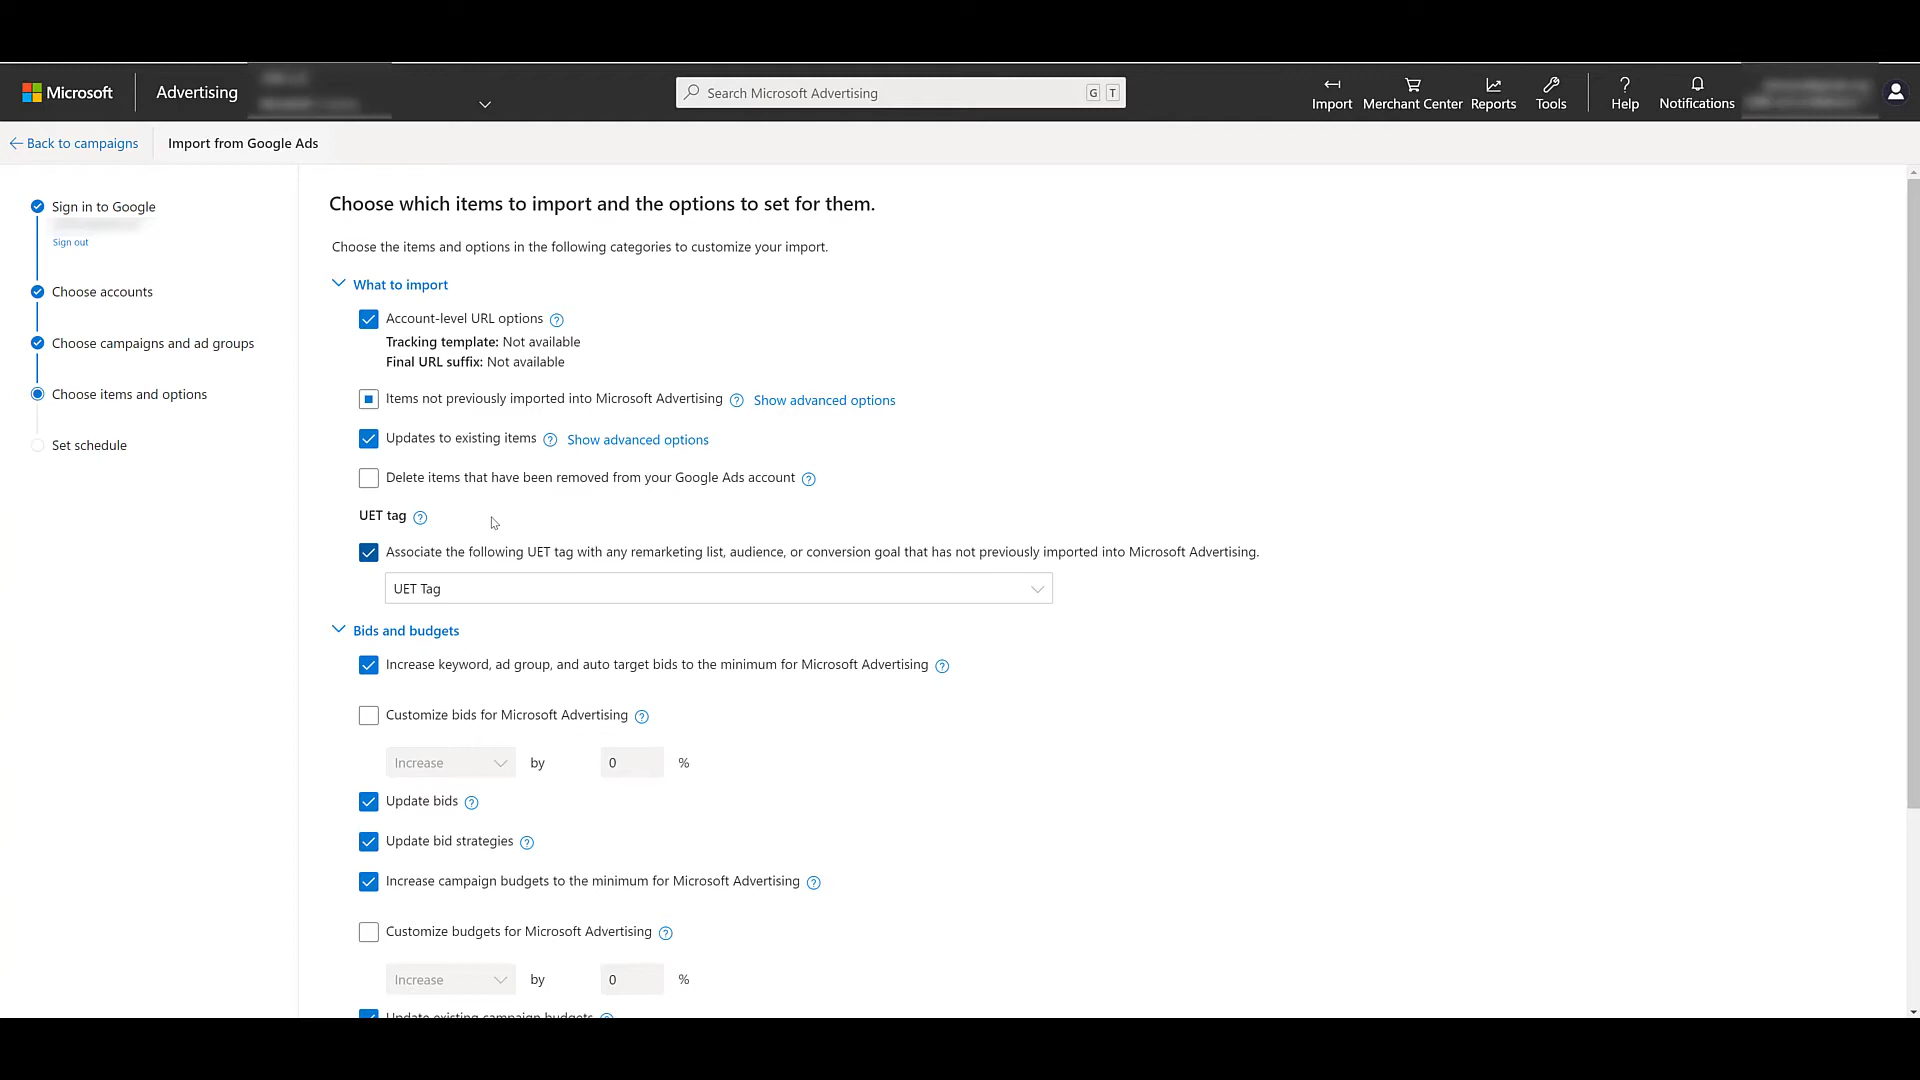 Microsoft
Advertising
Search Microsoft Advertising
G T
Import
Merchant Center
Reports
Tools
Help
Notifications
Back to campaigns
Import from Google Ads
Sign in to Google
Sign out
Choose accounts
Choose campaigns and ad groups
Choose items and options
Set schedule
Choose which items to import and the options to set for them.
Choose the items and options in the following categories to customize your import.
What to import
Account-level URL options
Tracking template: Not available
Final URL suffix: Not available
Items not previously imported into Microsoft Advertising Show advanced options
Updates to existing items Show advanced options
Delete items that have been removed from your Google Ads account
UET tag
Associate the following UET tag with any remarketing list, audience, or conversion goal that has not previously imported into Microsoft Advertising.
UET Tag
Bids and budgets
Increase keyword, ad group, and auto target bids to the minimum for Microsoft Advertising
Customize bids for Microsoft Advertising
Increase by 0 %
Update bids
Update bid strategies
Increase campaign budgets to the minimum for Microsoft Advertising
Customize budgets for Microsoft Advertising
Increase by 0 %
Update existing campaign budgets